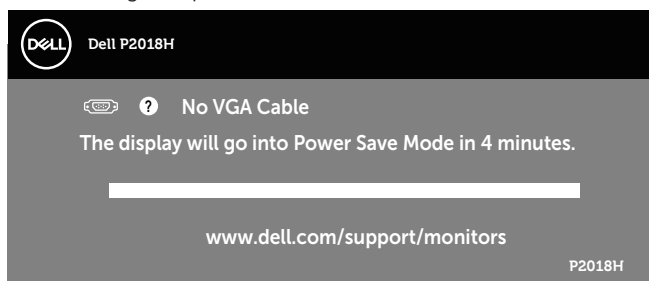 DELL Dell P2018H
? No VGA Cable
The display will go into Power Save Mode in 4 minutes.
www.dell.com/support/monitors
P2018H